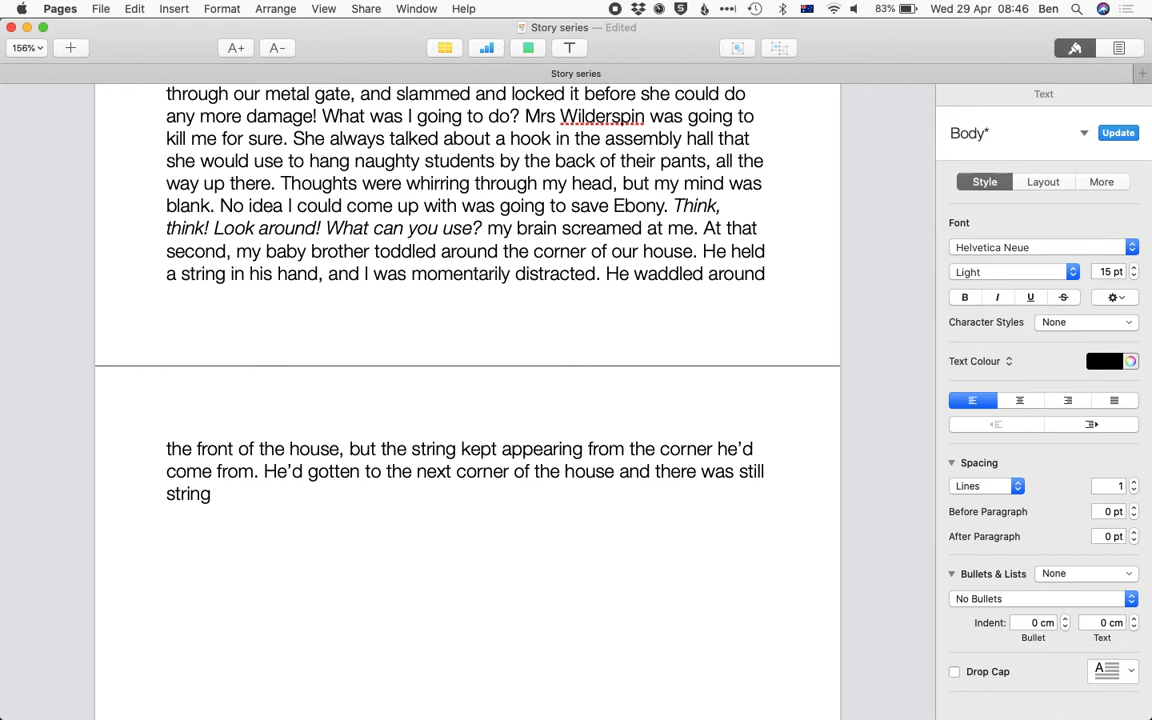 Pages File Edit Insert Format Arrange View Share Window Help 83% Wed 29 Apr 08:46 Ben
Story series — Edited
156% A+ A− T
Story series
through our metal gate, and slammed and locked it before she could do
any more damage! What was I going to do? Mrs Wilderspin was going to
kill me for sure. She always talked about a hook in the assembly hall that
she would use to hang naughty students by the back of their pants, all the
way up there. Thoughts were whirring through my head, but my mind was
blank. No idea I could come up with was going to save Ebony. Think,
think! Look around! What can you use? my brain screamed at me. At that
second, my baby brother toddled around the corner of our house. He held
a string in his hand, and I was momentarily distracted. He waddled around
the front of the house, but the string kept appearing from the corner he’d
come from. He’d gotten to the next corner of the house and there was still
string
Text
Body* Update
Style Layout More
Font
Helvetica Neue
Light 15 pt
B I U S
Character Styles None
Text Colour
Spacing
Lines 1
Before Paragraph 0 pt
After Paragraph 0 pt
Bullets & Lists None
No Bullets
Indent: 0 cm 0 cm
Bullet Text
Drop Cap A